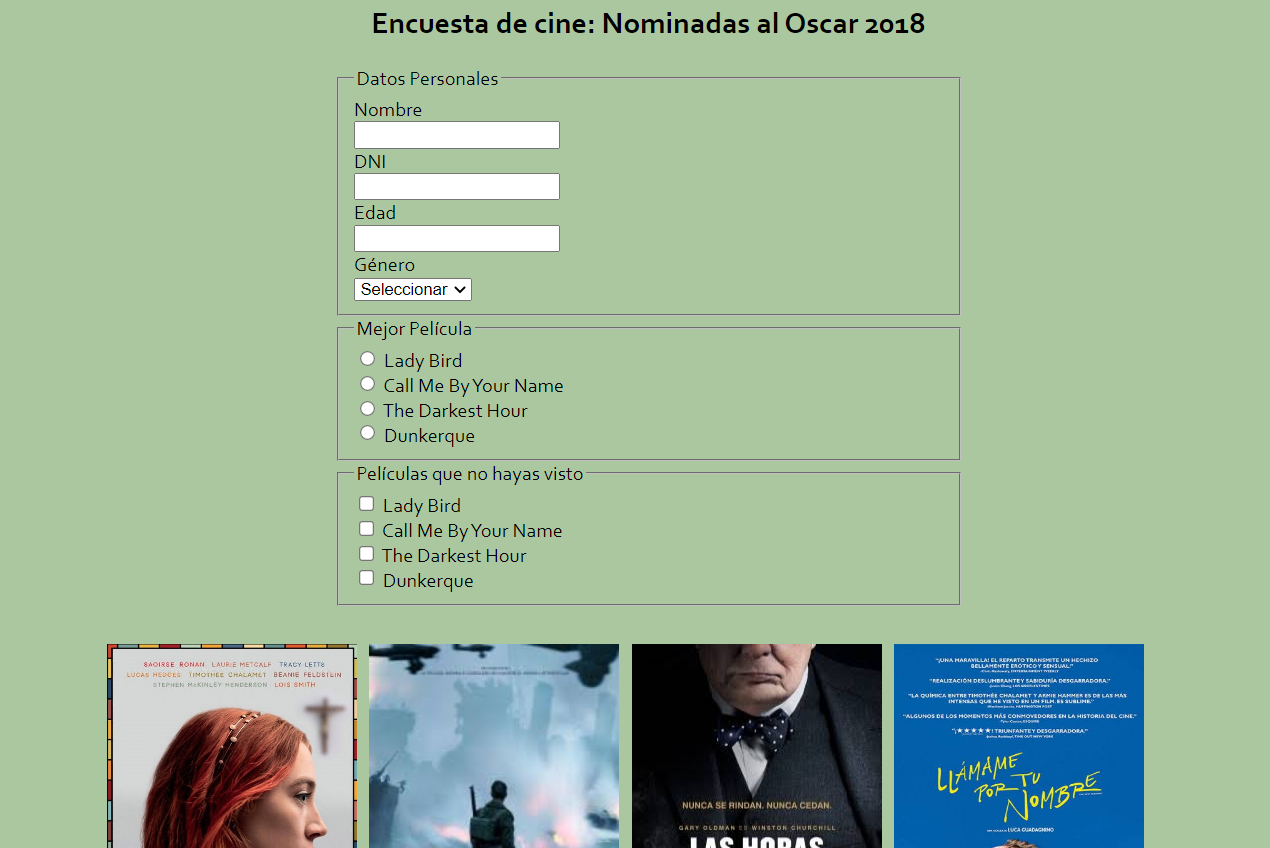 Encuesta de cine: Nominadas al Oscar 2018
Datos Personales
Nombre
DNI
Edad
Género
Seleccionar
Mejor Película
Lady Bird
Call Me By Your Name
The Darkest Hour
Dunkerque
Películas que no hayas visto
Lady Bird
Call Me By Your Name
The Darkest Hour
Dunkerque
SAOIRSE RONAN LAURIE METCALF TRACY LETTS
LUCAS HEDGES TIMOTHÉE CHALAMET BEANIE FELDSTEIN
STEPHEN McKINLEY HENDERSON LOIS SMITH
NUNCA SE RINDAN. NUNCA CEDAN.
GARY OLDMAN ES WINSTON CHURCHILL
LAS HORAS
"¡UNA MARAVILLA! EL REPARTO TRANSMITE UN HECHIZO
BELLAMENTE ERÓTICO Y SENSUAL."
"REALIZACIÓN DESLUMBRANTE Y SABIDURÍA DESGARRADORA."
"LA QUÍMICA ENTRE TIMOTHÉE CHALAMET Y ARMIE HAMMER ES DE LAS MÁS
INTENSAS QUE HE VISTO EN UN FILM. ES SUBLIME."
"ALGUNOS DE LOS MOMENTOS MÁS CONMOVEDORES EN LA HISTORIA DEL CINE."
"¡★★★★★! TRIUNFANTE Y DESGARRADORA."
LLÁMAME
POR TU
NOMBRE
LUCA GUADAGNINO